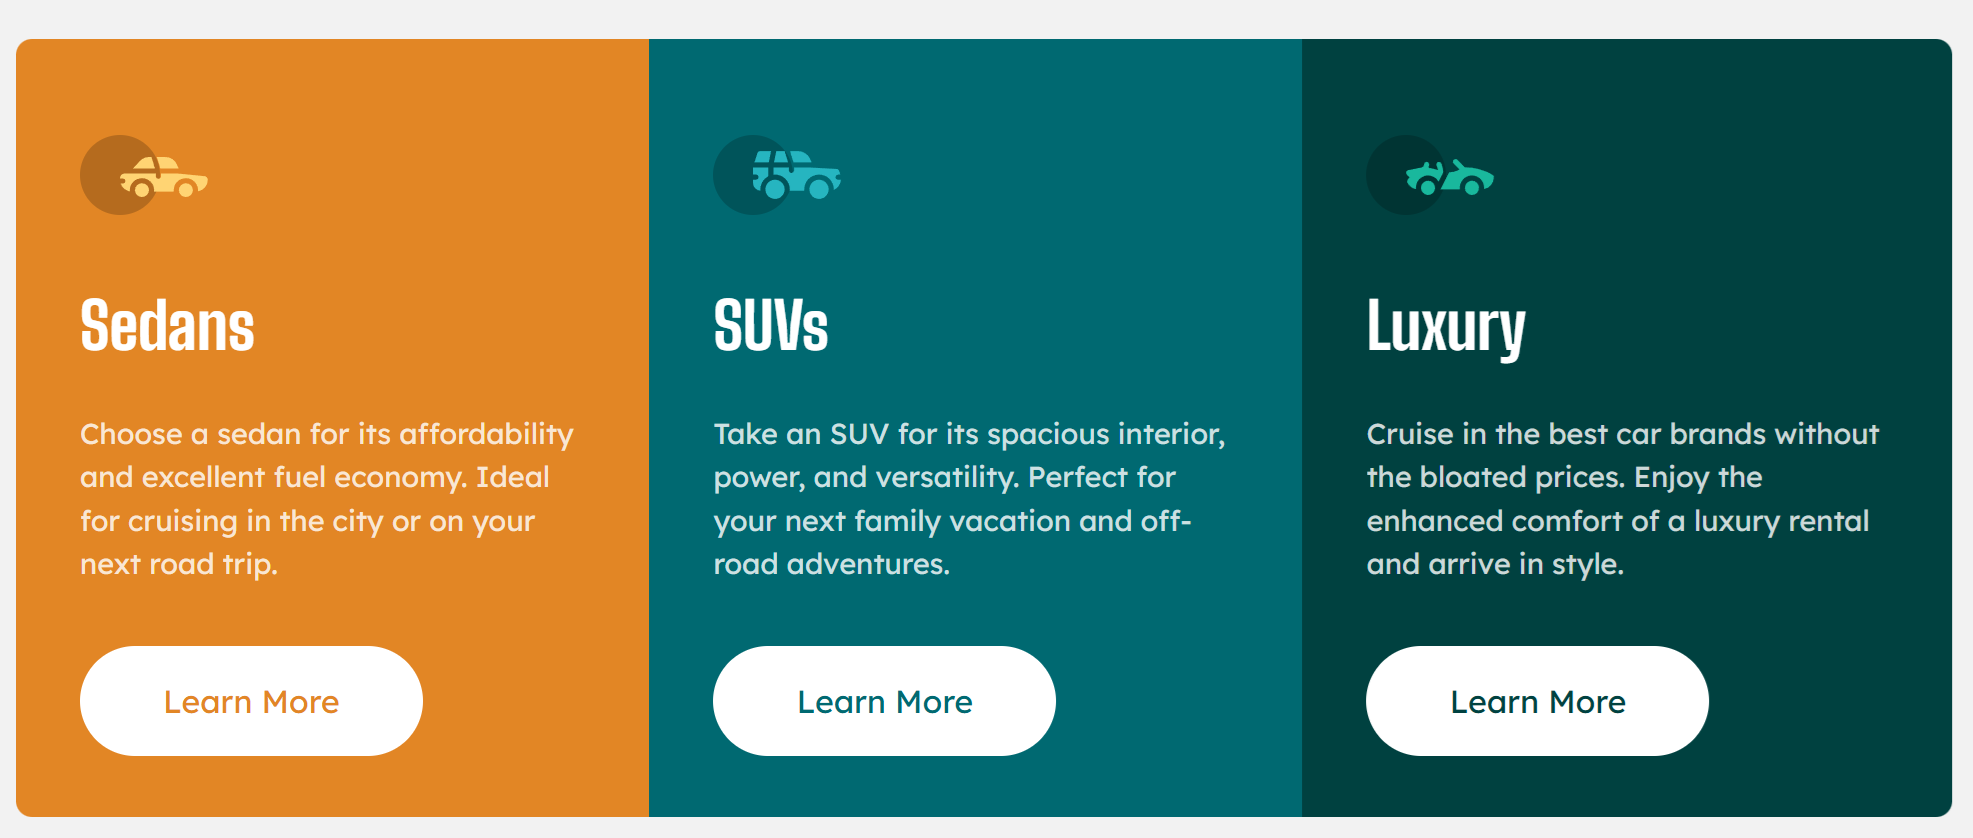 Sedans
Choose a sedan for its affordability
and excellent fuel economy. Ideal
for cruising in the city or on your
next road trip.
Learn More
SUVs
Take an SUV for its spacious interior,
power, and versatility. Perfect for
your next family vacation and off-
road adventures.
Learn More
Luxury
Cruise in the best car brands without
the bloated prices. Enjoy the
enhanced comfort of a luxury rental
and arrive in style.
Learn More